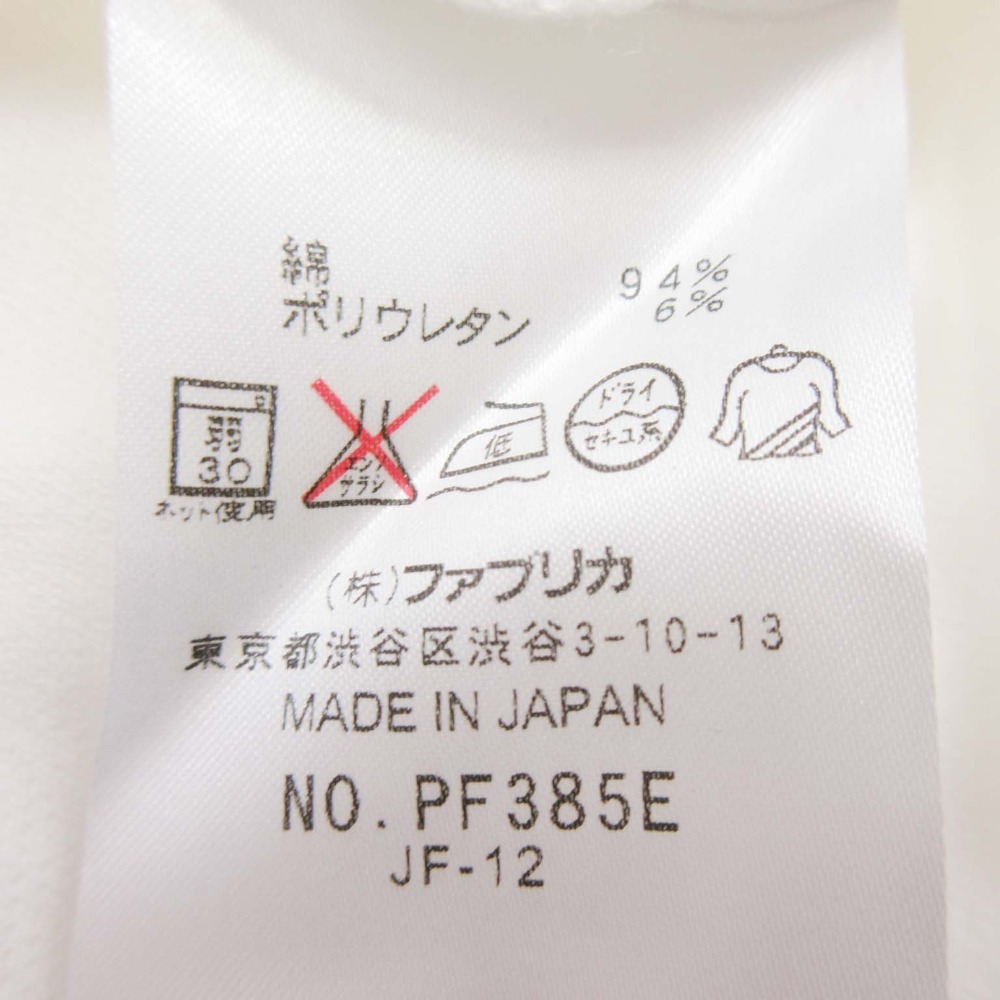 綿 94%
ポリウレタン 6%
弱
30
ネット使用
エンソ
サラシ
低
ドライ
セキユ系
(株)ファブリカ
東京都渋谷区渋谷3-10-13
MADE IN JAPAN
NO. PF385E
JF-12